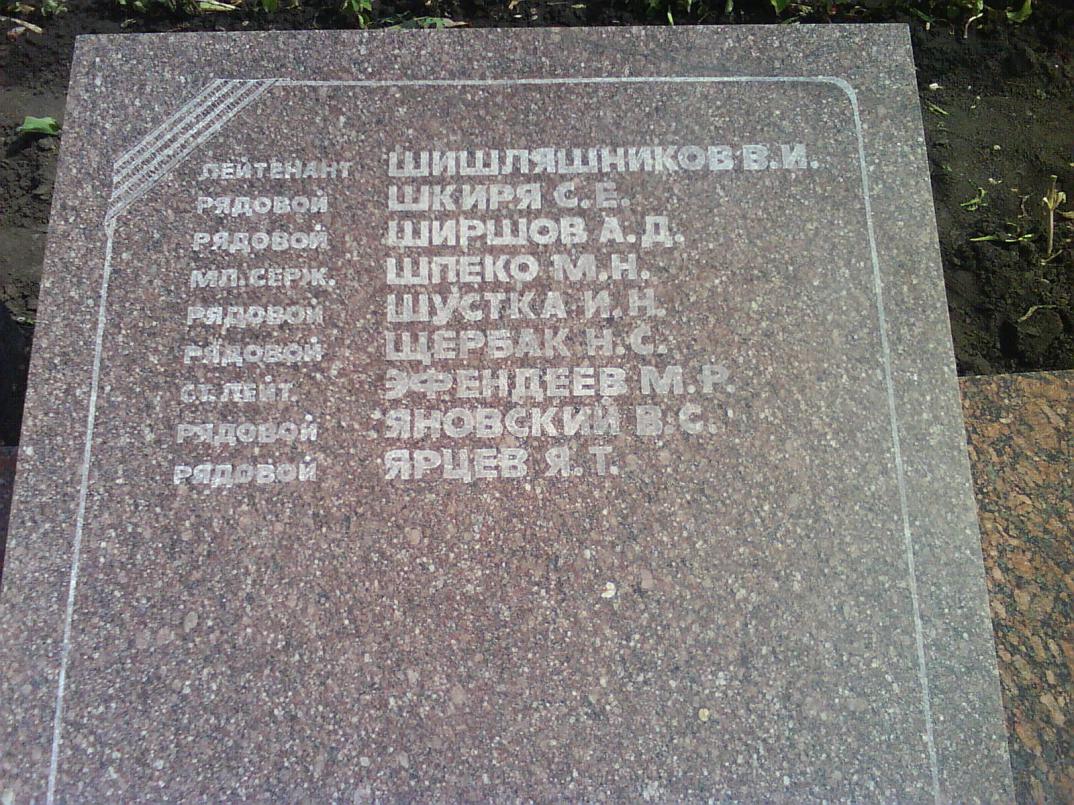 ЛЕЙТЕНАНТ ШИШЛЯШНИКОВ В.И.
РЯДОВОЙ ШКИРЯ С.Е.
РЯДОВОЙ ШИРШОВ А.Д.
МЛ.СЕРЖ. ШПЕКО М.Н.
РЯДОВОЙ ШУСТКА И.Н.
РЯДОВОЙ ЩЕРБАК Н.С.
СТ.ЛЕЙТ. ЭФЕНДЕЕВ М.Р.
РЯДОВОЙ ЯНОВСКИЙ В.С.
РЯДОВОЙ ЯРЦЕВ Я.Т.